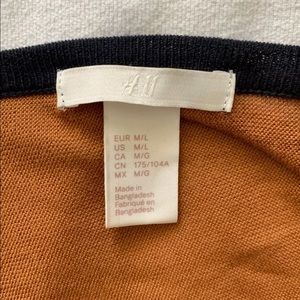 EUR M/L
US M/L
CA M/G
CN 175/104A
MX M/G
Made in
Bangladesh
Fabriqué en
Bangladesh